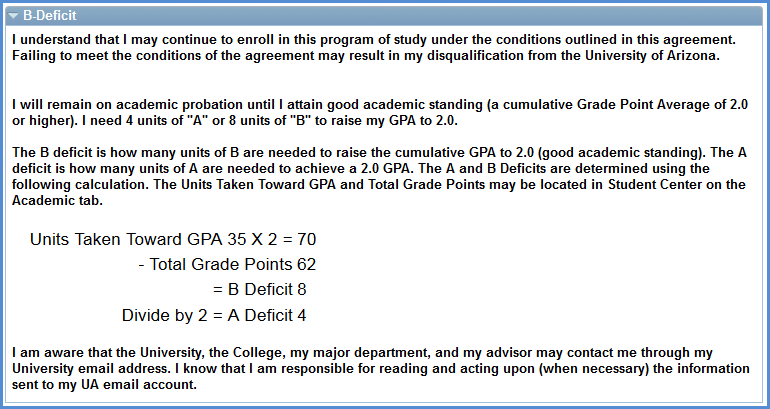 B-Deficit
I understand that I may continue to enroll in this program of study under the conditions outlined in this agreement.
Failing to meet the conditions of the agreement may result in my disqualification from the University of Arizona.
I will remain on academic probation until I attain good academic standing (a cumulative Grade Point Average of 2.0
or higher). I need 4 units of "A" or 8 units of "B" to raise my GPA to 2.0.
The B deficit is how many units of B are needed to raise the cumulative GPA to 2.0 (good academic standing). The A
deficit is how many units of A are needed to achieve a 2.0 GPA. The A and B Deficits are determined using the
following calculation. The Units Taken Toward GPA and Total Grade Points may be located in Student Center on the
Academic tab.
Units Taken Toward GPA 35 X 2 = 70
- Total Grade Points 62
= B Deficit 8
Divide by 2 = A Deficit 4
I am aware that the University, the College, my major department, and my advisor may contact me through my
University email address. I know that I am responsible for reading and acting upon (when necessary) the information
sent to my UA email account.